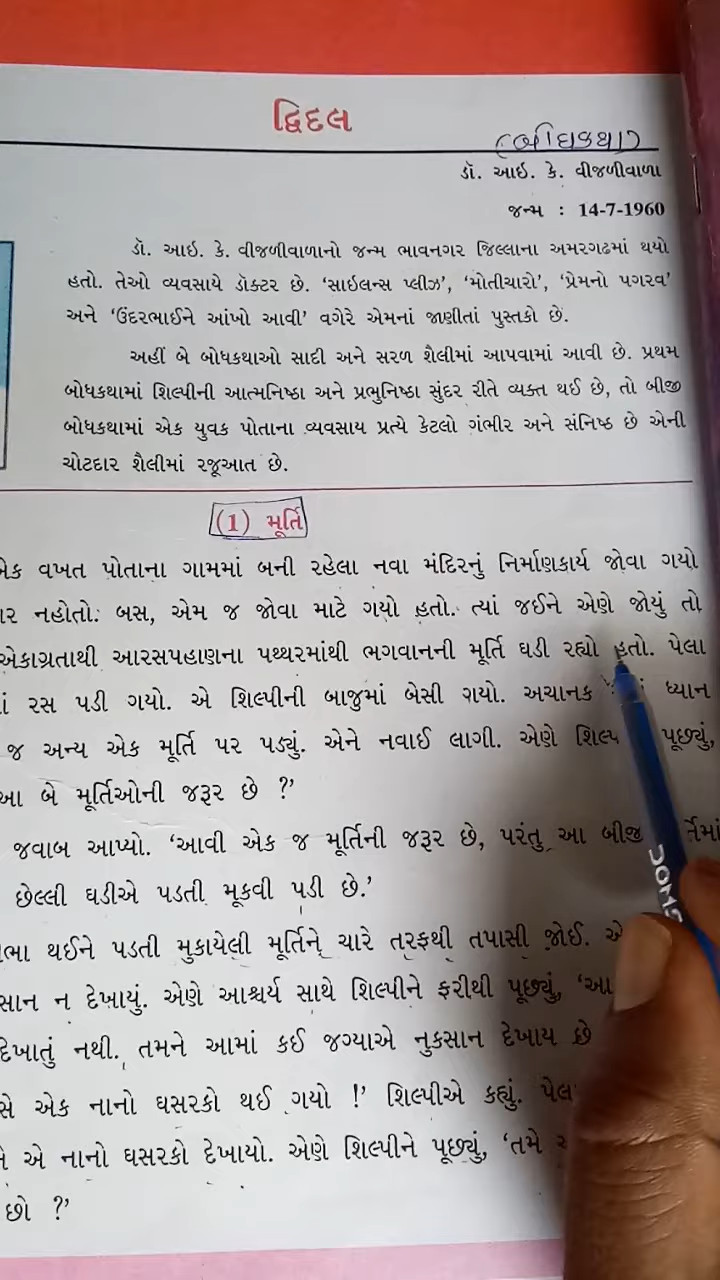 દ્વિદલ
(બોધકથા)
ડૉ. આઇ. કે. વીજળીવાળા
જન્મ : 14-7-1960
ડૉ. આઇ. કે. વીજળીવાળાનો જન્મ ભાવનગર જિલ્લાના અમરગઢમાં થયો
હતો. તેઓ વ્યવસાયે ડૉક્ટર છે. ‘સાઇલન્સ પ્લીઝ’, ‘મોતીચારો’, ‘પ્રેમનો પગરવ’
અને ‘ઉંદરભાઈને આંખો આવી’ વગેરે એમનાં જાણીતાં પુસ્તકો છે.
અહીં બે બોધકથાઓ સાદી અને સરળ શૈલીમાં આપવામાં આવી છે. પ્રથમ
બોધકથામાં શિલ્પીની આત્મનિષ્ઠા અને પ્રભુનિષ્ઠા સુંદર રીતે વ્યક્ત થઈ છે, તો બીજી
બોધકથામાં એક યુવક પોતાના વ્યવસાય પ્રત્યે કેટલો ગંભીર અને સંનિષ્ઠ છે એની
ચોટદાર શૈલીમાં રજૂઆત છે.
(1) મૂર્તિ
એક વખત પોતાના ગામમાં બની રહેલા નવા મંદિરનું નિર્માણકાર્ય જોવા ગયો
નહોતો. બસ, એમ જ જોવા માટે ગયો હતો. ત્યાં જઈને એણે જોયું તો
એકાગ્રતાથી આરસપહાણના પથ્થરમાંથી ભગવાનની મૂર્તિ ઘડી રહ્યો હતો. પેલા
રસ પડી ગયો. એ શિલ્પીની બાજુમાં બેસી ગયો. અચાનક ધ્યાન
જ અન્ય એક મૂર્તિ પર પડ્યું. એને નવાઈ લાગી. એણે પૂછ્યું,
આ બે મૂર્તિઓની જરૂર છે ?’
જવાબ આપ્યો. ‘આવી એક જ મૂર્તિની જરૂર છે, પરંતુ આ બીજી
છેલ્લી ઘડીએ પડતી મૂકવી પડી છે.’
થઈને પડતી મુકાયેલી મૂર્તિને ચારે તરફથી તપાસી જોઈ.
ન દેખાયું. એણે આશ્ચર્ય સાથે શિલ્પીને ફરીથી પૂછ્યું, ‘આ
દેખાતું નથી. તમને આમાં કઈ જગ્યાએ નુકસાન દેખાય છે
એક નાનો ઘસરકો થઈ ગયો !’ શિલ્પીએ કહ્યું.
એ નાનો ઘસરકો દેખાયો. એણે શિલ્પીને પૂછ્યું, ‘તમે
છો ?’
DOMS